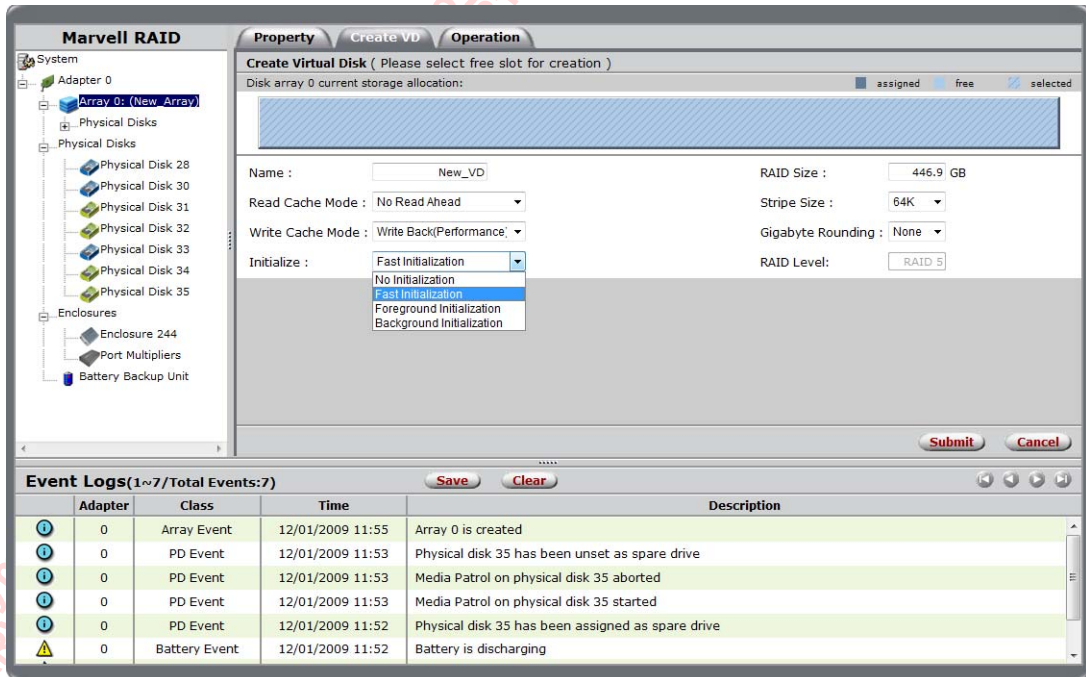 Marvell RAID
System
Adapter 0
Array 0: (New_Array)
Physical Disks
Physical Disks
Physical Disk 28
Physical Disk 30
Physical Disk 31
Physical Disk 32
Physical Disk 33
Physical Disk 34
Physical Disk 35
Enclosures
Enclosure 244
Port Multipliers
Battery Backup Unit
Property Create VD Operation
Create Virtual Disk ( Please select free slot for creation )
Disk array 0 current storage allocation: assigned free selected
Name : New_VD RAID Size : 446.9 GB
Read Cache Mode : No Read Ahead Stripe Size : 64K
Write Cache Mode : Write Back(Performance) Gigabyte Rounding : None
Initialize : Fast Initialization RAID Level: RAID 5
No Initialization
Fast Initialization
Foreground Initialization
Background Initialization
Submit Cancel
Event Logs(1~7/Total Events:7) Save Clear
Adapter Class Time Description
0 Array Event 12/01/2009 11:55 Array 0 is created
0 PD Event 12/01/2009 11:53 Physical disk 35 has been unset as spare drive
0 PD Event 12/01/2009 11:53 Media Patrol on physical disk 35 aborted
0 PD Event 12/01/2009 11:53 Media Patrol on physical disk 35 started
0 PD Event 12/01/2009 11:52 Physical disk 35 has been assigned as spare drive
0 Battery Event 12/01/2009 11:52 Battery is discharging